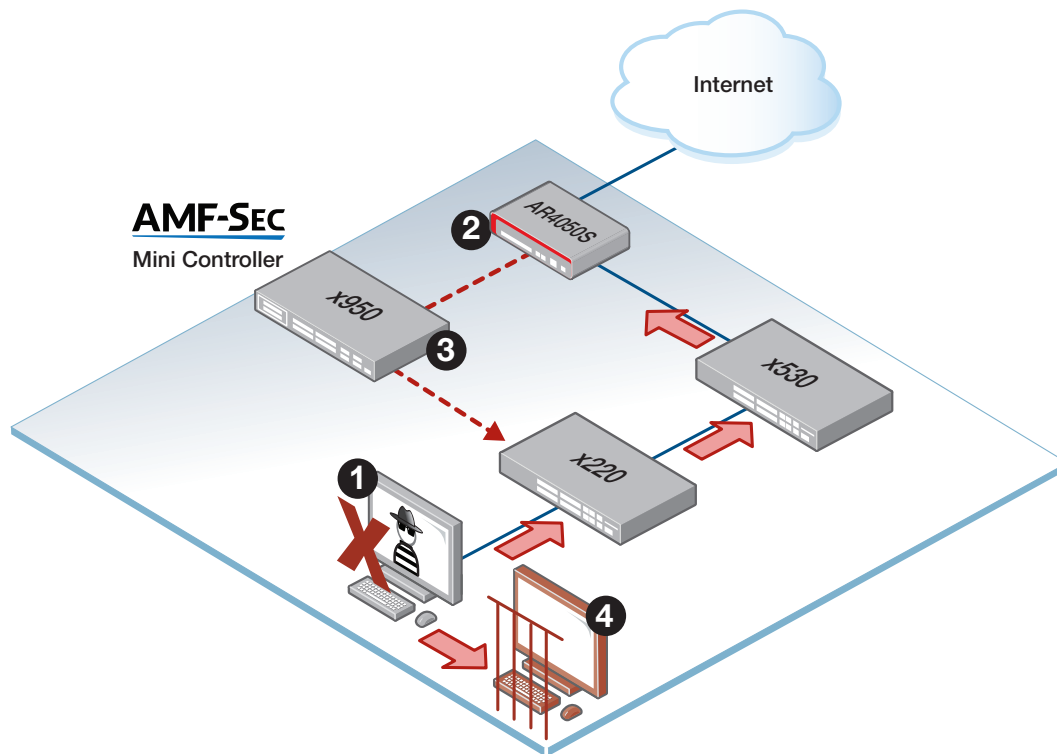 Internet
AMF-SEC
Mini Controller
2
AR4050S
x950
3
x530
x220
1
4